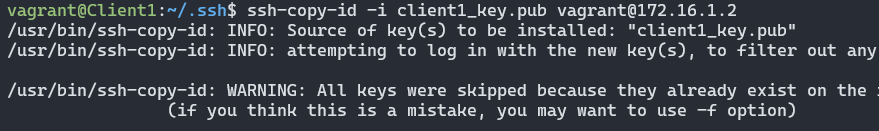 vagrant@Client1:~/.ssh$ ssh-copy-id -i client1_key.pub vagrant@172.16.1.2
/usr/bin/ssh-copy-id: INFO: Source of key(s) to be installed: "client1_key.pub"
/usr/bin/ssh-copy-id: INFO: attempting to log in with the new key(s), to filter out any
/usr/bin/ssh-copy-id: WARNING: All keys were skipped because they already exist on the
(if you think this is a mistake, you may want to use -f option)